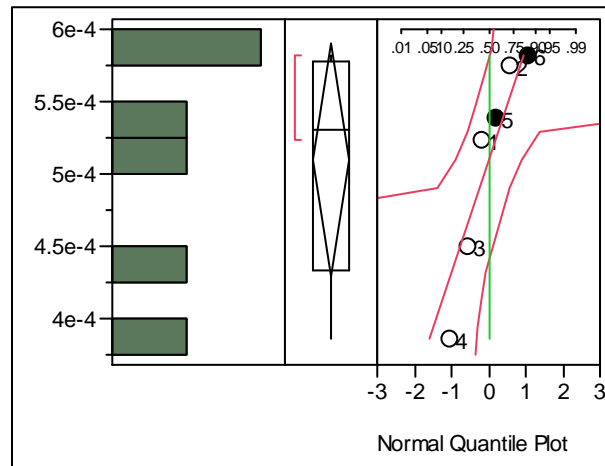 6e-4
5.5e-4
5e-4
4.5e-4
4e-4
.01 .05 .10 .25 .50 .75 .90 .95 .99
6
2
5
1
3
4
-3 -2 -1 0 1 2 3
Normal Quantile Plot